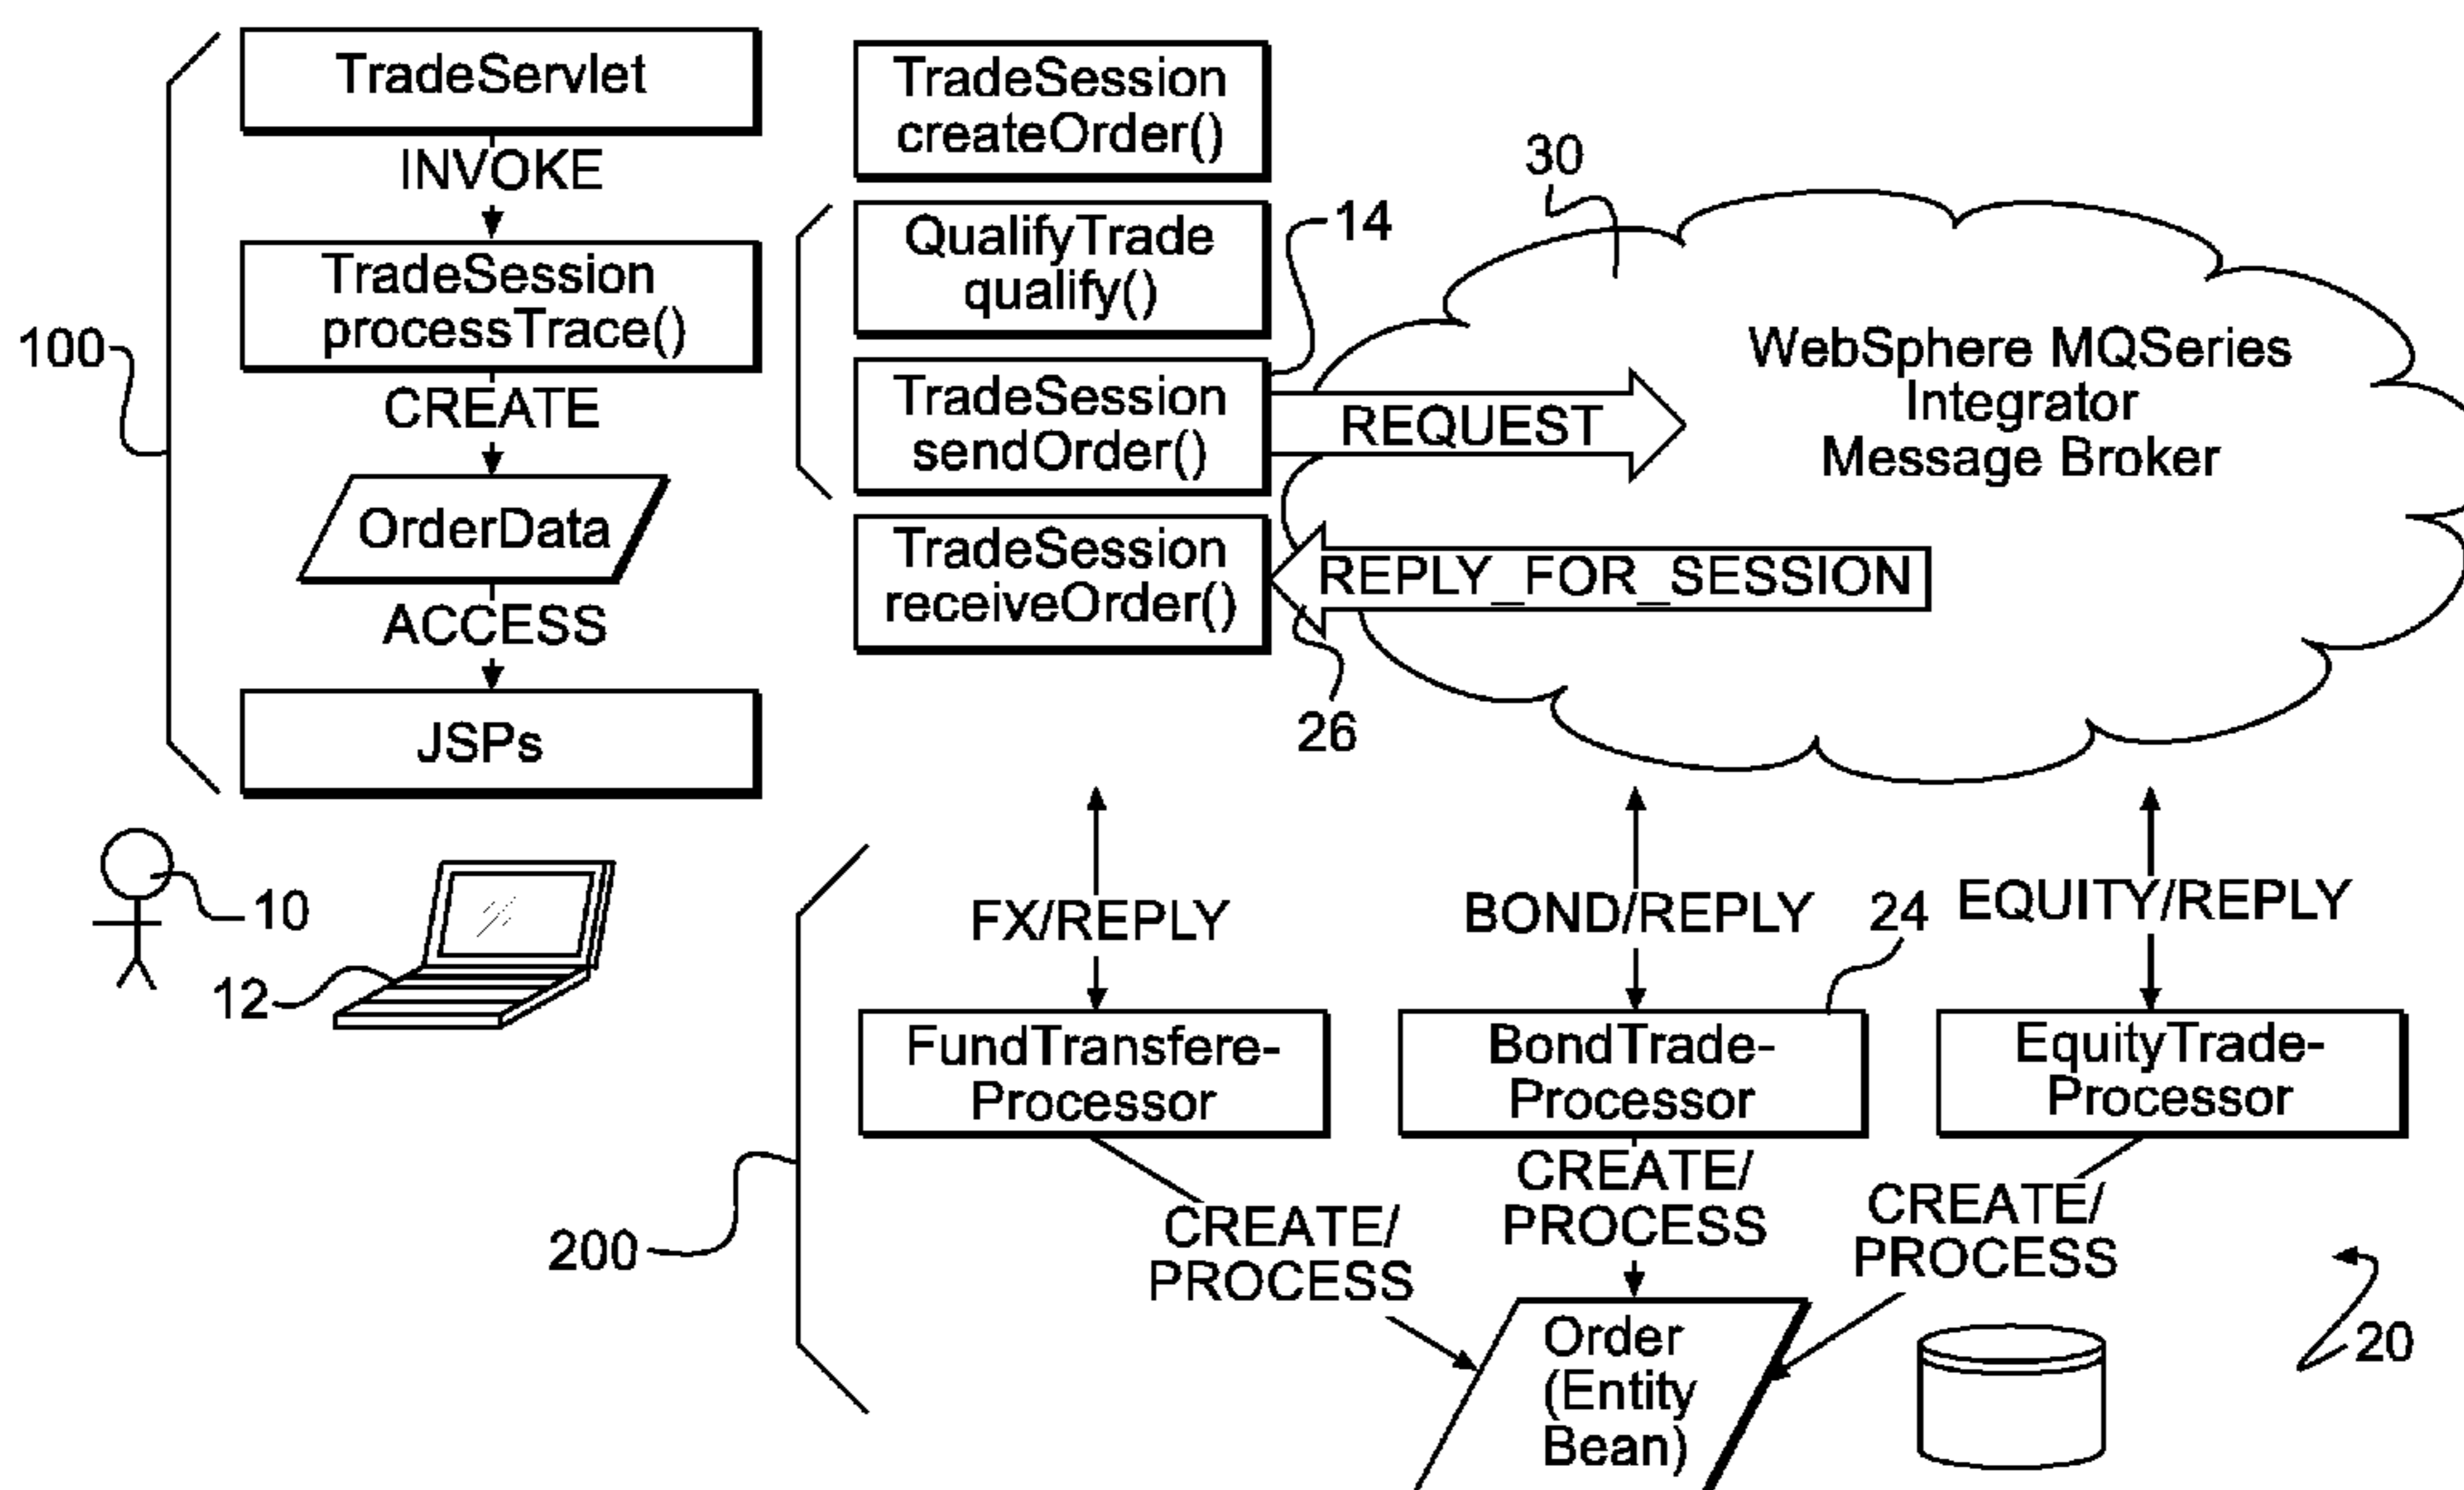 TradeServlet
INVOKE
TradeSession
processTrace()
CREATE
OrderData
ACCESS
JSPs
100
TradeSession
createOrder()
QualifyTrade
qualify()
TradeSession
sendOrder()
TradeSession
receiveOrder()
14
30
REQUEST
WebSphere MQSeries
Integrator
Message Broker
REPLY_FOR_SESSION
26
10
12
FX/REPLY
BOND/REPLY
24
EQUITY/REPLY
FundTransfere-
Processor
BondTrade-
Processor
EquityTrade-
Processor
200
CREATE/
PROCESS
CREATE/
PROCESS
CREATE/
PROCESS
Order
(Entity
Bean)
20